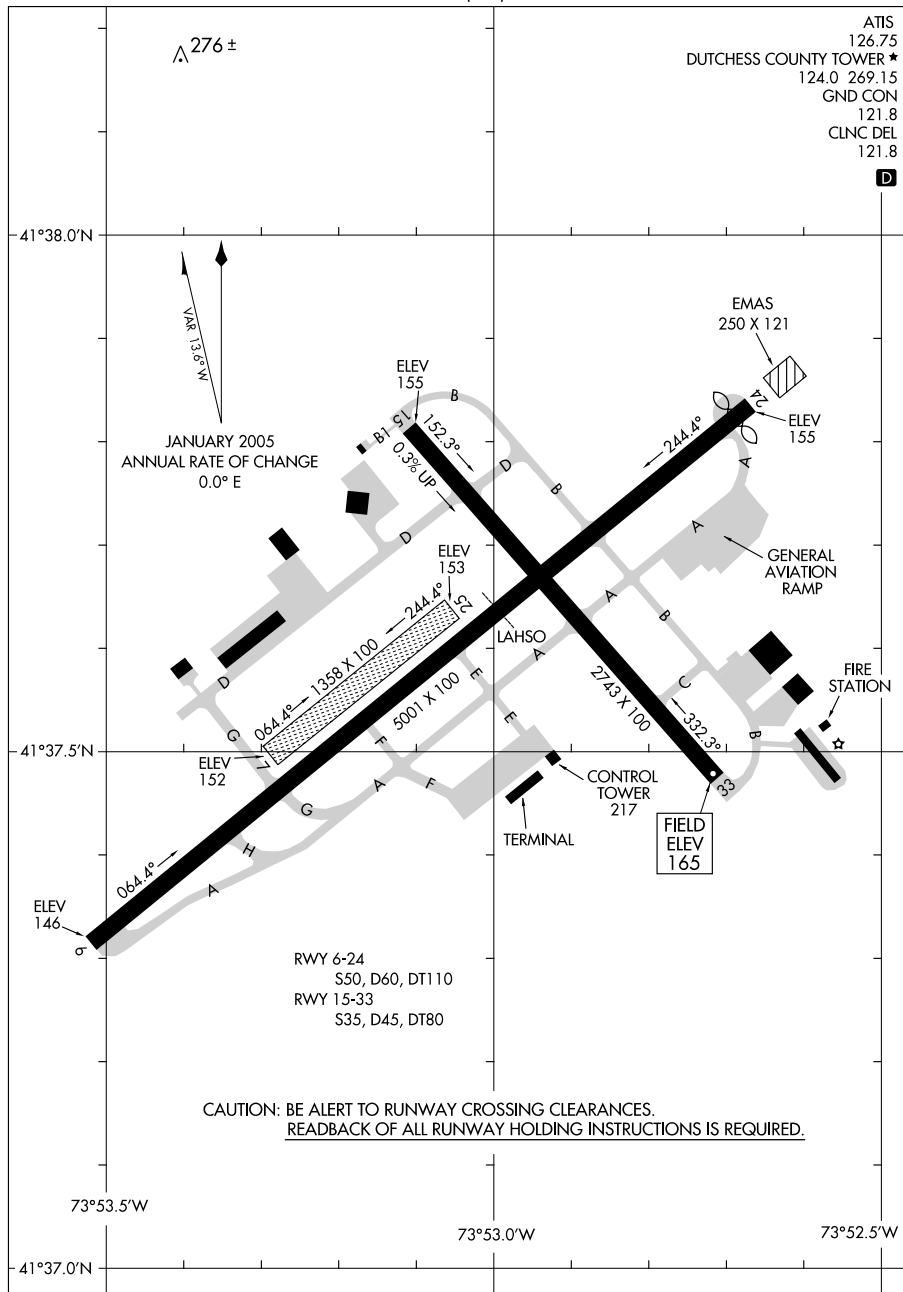 276 ±
ATIS
126.75
DUTCHESS COUNTY TOWER ★
124.0 269.15
GND CON
121.8
CLNC DEL
121.8
D
41°38.0'N
VAR 13.6° W
JANUARY 2005
ANNUAL RATE OF CHANGE
0.0° E
EMAS
250 X 121
ELEV
155
B
15
B1
152.3°
0.3% UP
D
B
24
ELEV
155
244.4°
A
A
D
GENERAL
AVIATION
RAMP
ELEV
153
25
244.4°
1358 X 100
064.4°
LAHSO
A
B
E
A
2743 X 100
C
332.3°
FIRE
STATION
D
G
5001 X 100
F
E
B
41°37.5'N
7
ELEV
152
A
F
G
CONTROL
TOWER
217
TERMINAL
33
FIELD
ELEV
165
H
A
064.4°
ELEV
146
6
RWY 6-24
S50, D60, DT110
RWY 15-33
S35, D45, DT80
CAUTION: BE ALERT TO RUNWAY CROSSING CLEARANCES.
READBACK OF ALL RUNWAY HOLDING INSTRUCTIONS IS REQUIRED.
73°53.5'W
73°53.0'W
73°52.5'W
41°37.0'N